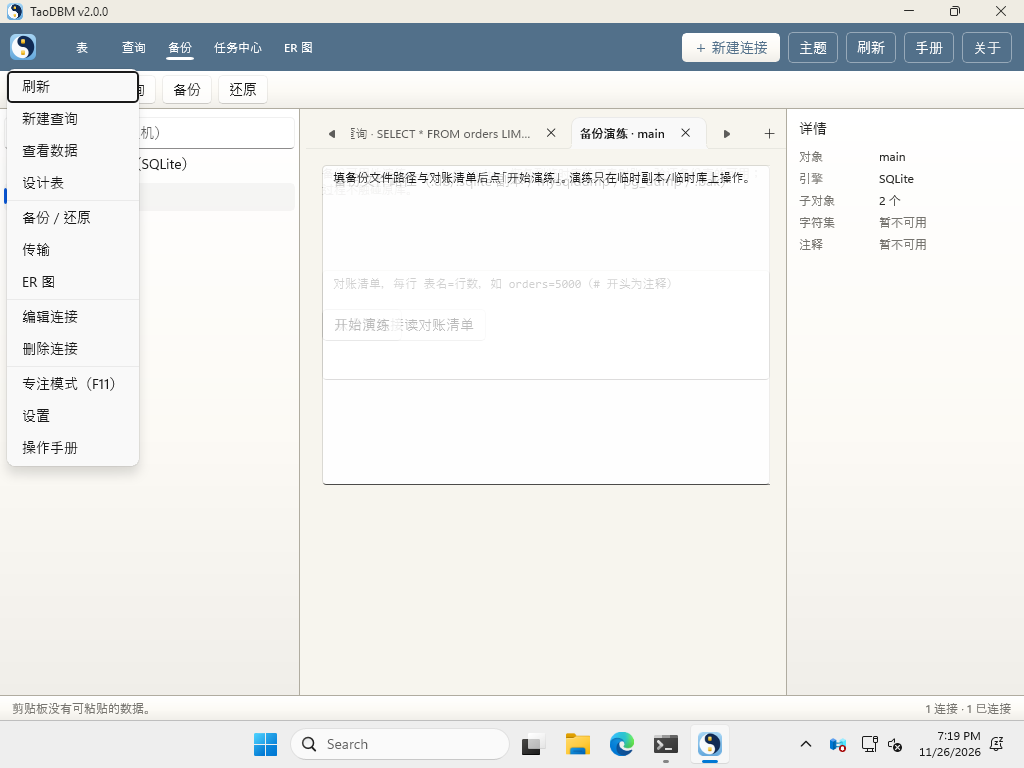 TaoDBM v2.0.0
表
查询
备份
任务中心
ER 图
+ 新建连接
主题
刷新
手册
关于
询
备份
还原
机）
（SQLite）
刷新
新建查询
查看数据
设计表
备份 / 还原
传输
ER 图
编辑连接
删除连接
专注模式（F11）
设置
操作手册
查询 · SELECT * FROM orders LIM...
备份演练 · main
填备份文件路径与对账清单后点「开始演练」。演练只在临时副本/临时库上操作。
对账清单，每行 表名=行数，如 orders=5000（# 开头为注释）
开始演练
读对账清单
详情
对象 main
引擎 SQLite
子对象 2 个
字符集 暂不可用
注释 暂不可用
剪贴板没有可粘贴的数据。
1 连接 · 1 已连接
Search
7:19 PM
11/26/2026